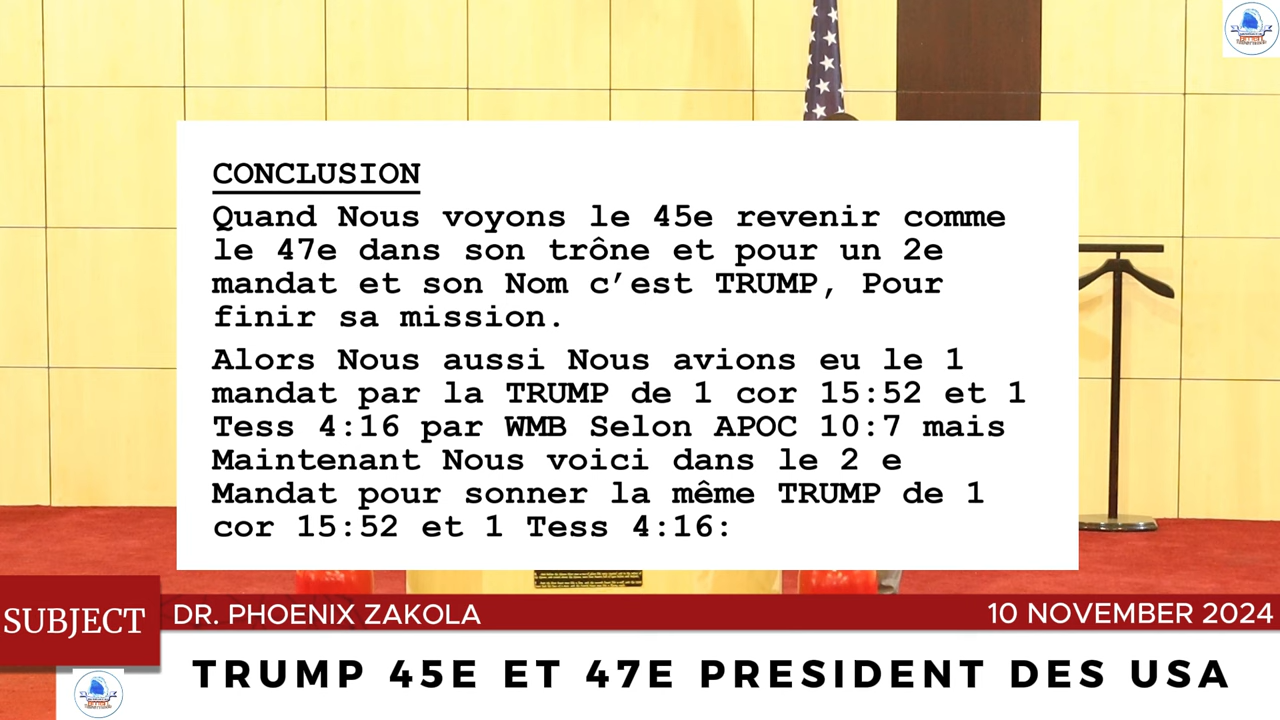 CONCLUSION
Quand Nous voyons le 45e revenir comme
le 47e dans son trône et pour un 2e
mandat et son Nom c’est TRUMP, Pour
finir sa mission.
Alors Nous aussi Nous avions eu le 1
mandat par la TRUMP de 1 cor 15:52 et 1
Tess 4:16 par WMB Selon APOC 10:7 mais
Maintenant Nous voici dans le 2 e
Mandat pour sonner la même TRUMP de 1
cor 15:52 et 1 Tess 4:16:
SUBJECT
DR. PHOENIX ZAKOLA
10 NOVEMBER 2024
TRUMP 45E ET 47E PRESIDENT DES USA